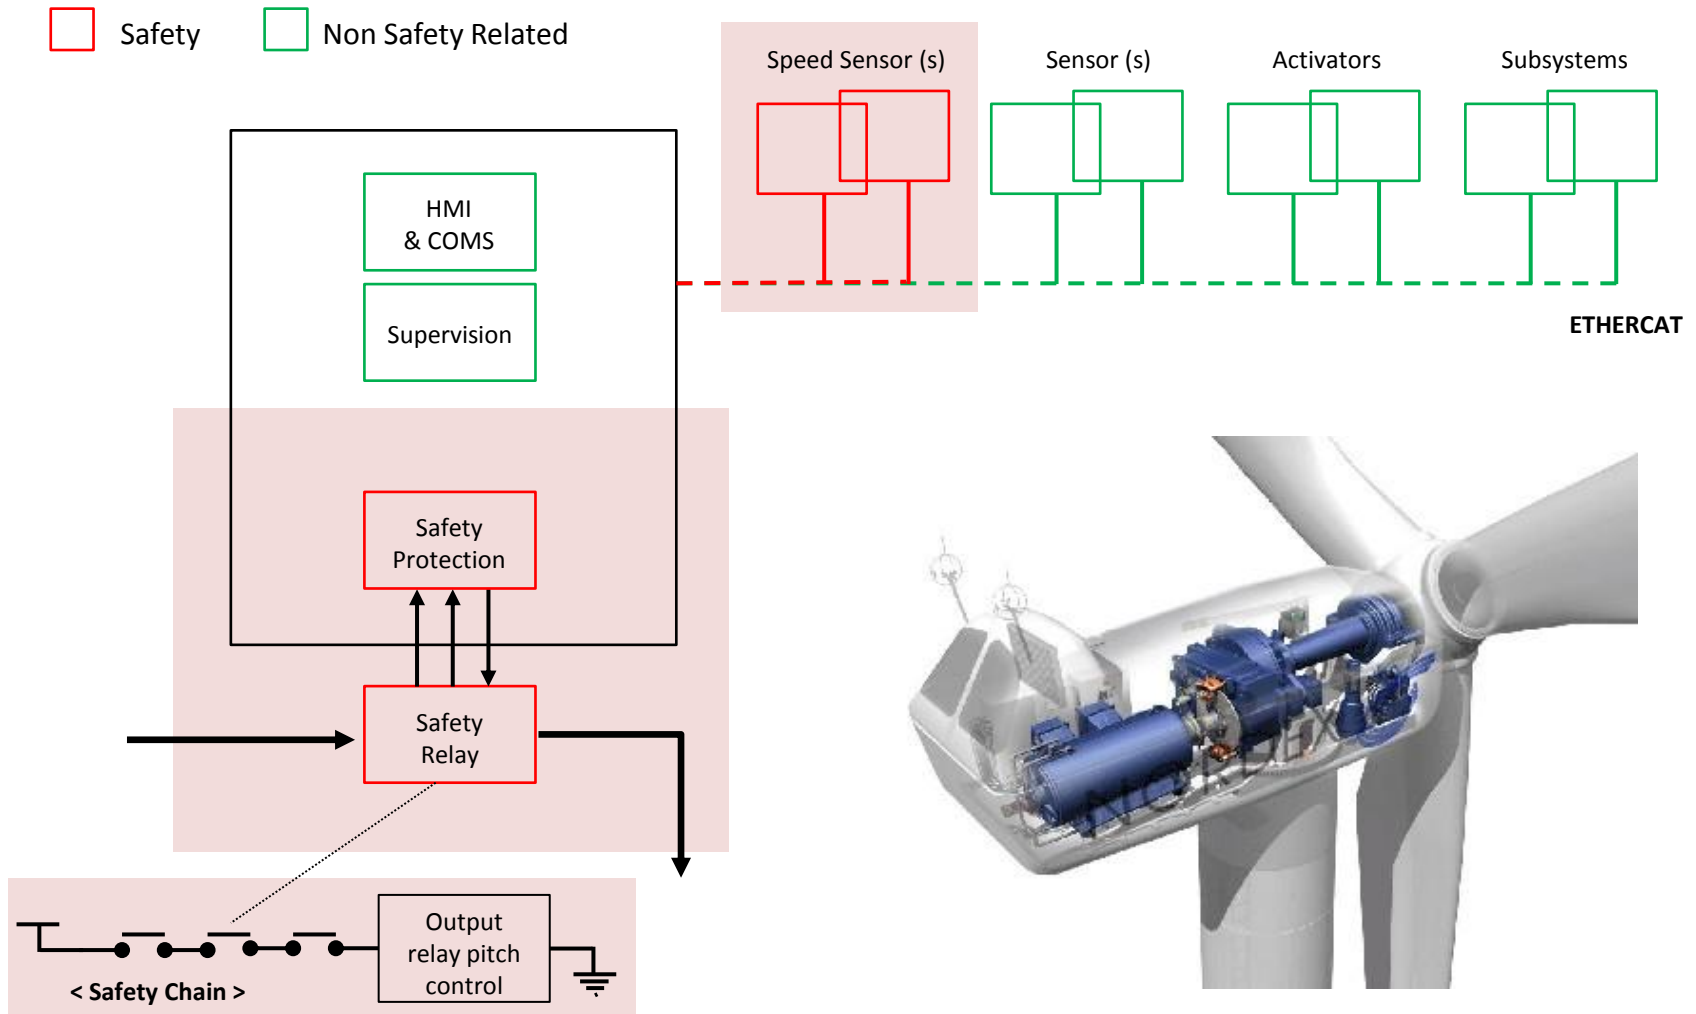 Safety
Non Safety Related
Speed Sensor (s)
Sensor (s)
Activators
Subsystems
HMI
& COMS
Supervision
ETHERCAT
Safety
Protection
Safety
Relay
Output
relay pitch
control
< Safety Chain >